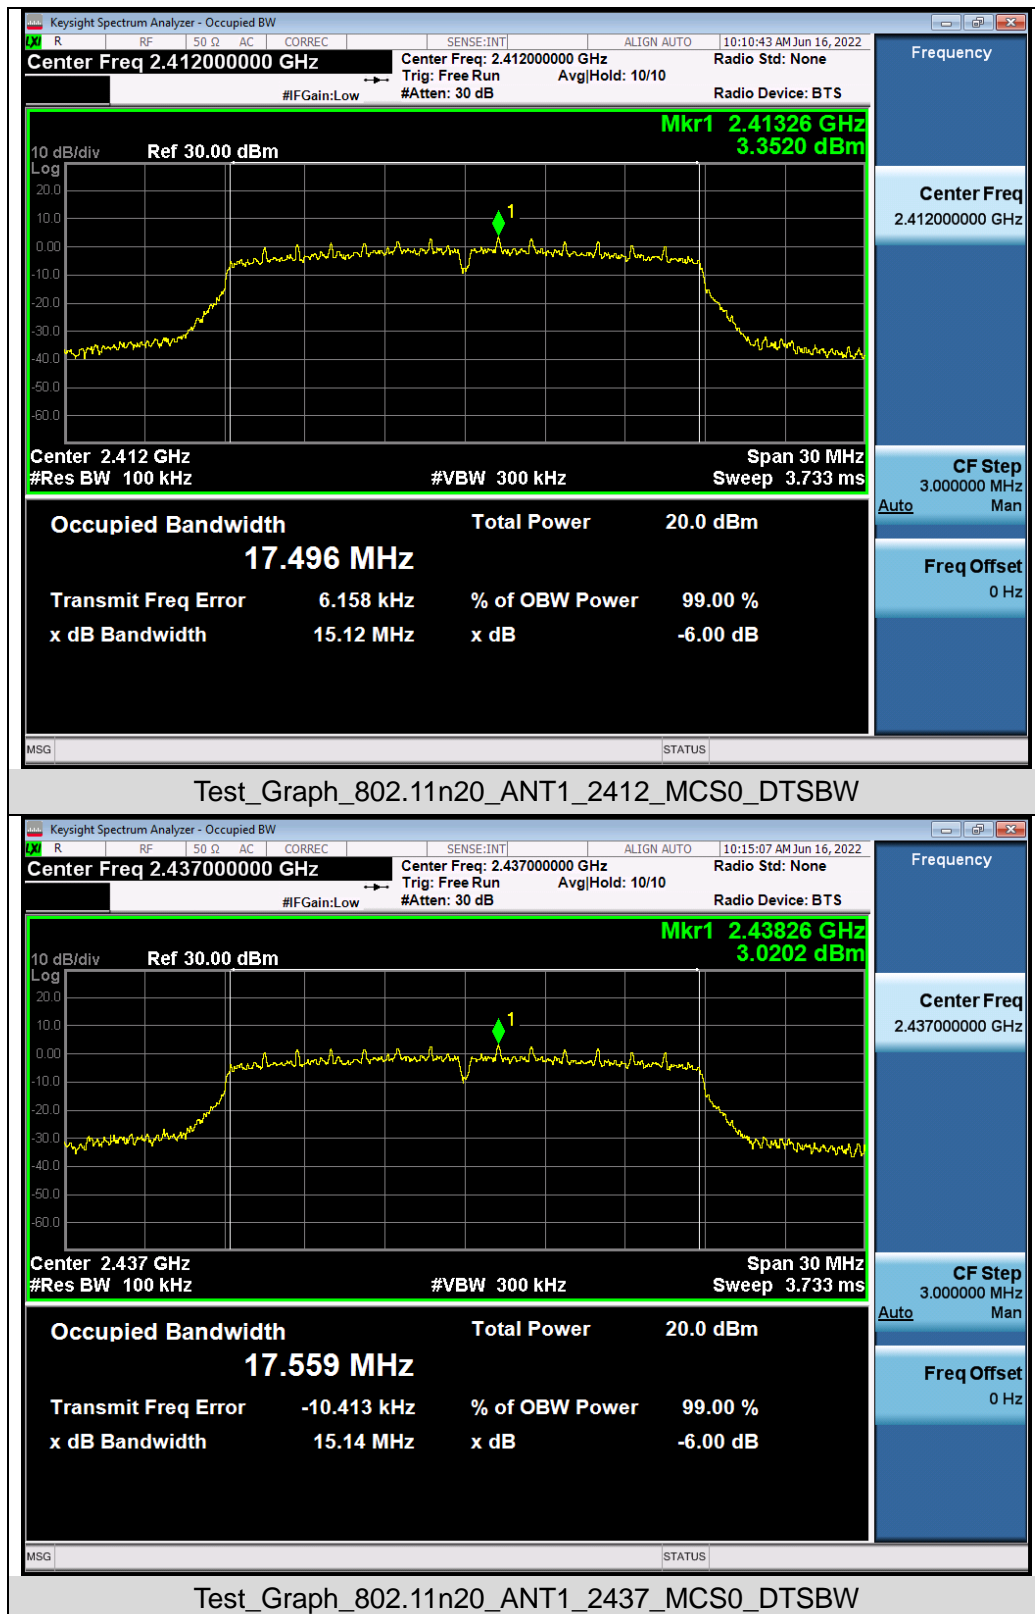 Keysight Spectrum Analyzer - Occupied BW
LXI R RF 50 Ω AC CORREC SENSE:INT ALIGN AUTO 10:10:43 AM Jun 16, 2022
Center Freq 2.412000000 GHz
Center Freq: 2.412000000 GHz Radio Std: None
Trig: Free Run Avg|Hold: 10/10
#IFGain:Low #Atten: 30 dB Radio Device: BTS
Frequency
Mkr1 2.41326 GHz
3.3520 dBm
10 dB/div Ref 30.00 dBm
Log
20.0
10.0
0.00
-10.0
-20.0
-30.0
-40.0
-50.0
-60.0
1
Center Freq
2.412000000 GHz
Center 2.412 GHz Span 30 MHz
#Res BW 100 kHz #VBW 300 kHz Sweep 3.733 ms
CF Step
3.000000 MHz
Auto Man
Occupied Bandwidth Total Power 20.0 dBm
17.496 MHz
Freq Offset
0 Hz
Transmit Freq Error 6.158 kHz % of OBW Power 99.00 %
x dB Bandwidth 15.12 MHz x dB -6.00 dB
MSG STATUS
Test_Graph_802.11n20_ANT1_2412_MCS0_DTSBW
Keysight Spectrum Analyzer - Occupied BW
LXI R RF 50 Ω AC CORREC SENSE:INT ALIGN AUTO 10:15:07 AM Jun 16, 2022
Center Freq 2.437000000 GHz
Center Freq: 2.437000000 GHz Radio Std: None
Trig: Free Run Avg|Hold: 10/10
#IFGain:Low #Atten: 30 dB Radio Device: BTS
Frequency
Mkr1 2.43826 GHz
3.0202 dBm
10 dB/div Ref 30.00 dBm
Log
20.0
10.0
0.00
-10.0
-20.0
-30.0
-40.0
-50.0
-60.0
1
Center Freq
2.437000000 GHz
Center 2.437 GHz Span 30 MHz
#Res BW 100 kHz #VBW 300 kHz Sweep 3.733 ms
CF Step
3.000000 MHz
Auto Man
Occupied Bandwidth Total Power 20.0 dBm
17.559 MHz
Freq Offset
0 Hz
Transmit Freq Error -10.413 kHz % of OBW Power 99.00 %
x dB Bandwidth 15.14 MHz x dB -6.00 dB
MSG STATUS
Test_Graph_802.11n20_ANT1_2437_MCS0_DTSBW